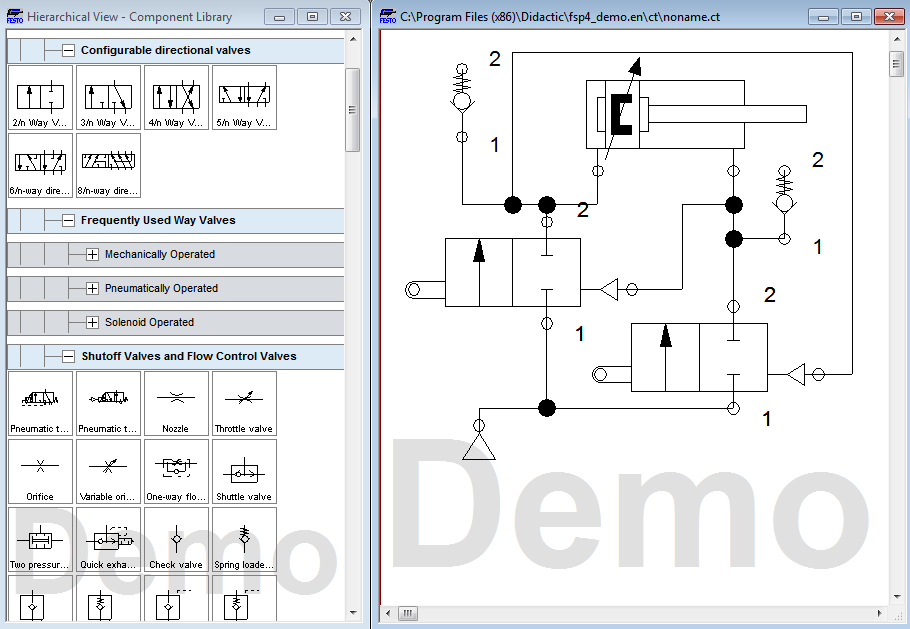 Hierarchical View - Component Library
Configurable directional valves
2/n Way V... 3/n Way V... 4/n Way V... 5/n Way V...
6/n-way dire... 8/n-way dire...
Frequently Used Way Valves
Mechanically Operated
Pneumatically Operated
Solenoid Operated
Shutoff Valves and Flow Control Valves
Pneumatic t... Pneumatic t... Nozzle Throttle valve
Orifice Variable ori... One-way flo... Shuttle valve
Two pressur... Quick exha... Check valve Spring loade...
Demo
FESTO
C:\Program Files (x86)\Didactic\fsp4_demo.en\ct\noname.ct
FESTO
2
1
2
2
1
2
1
1
Demo